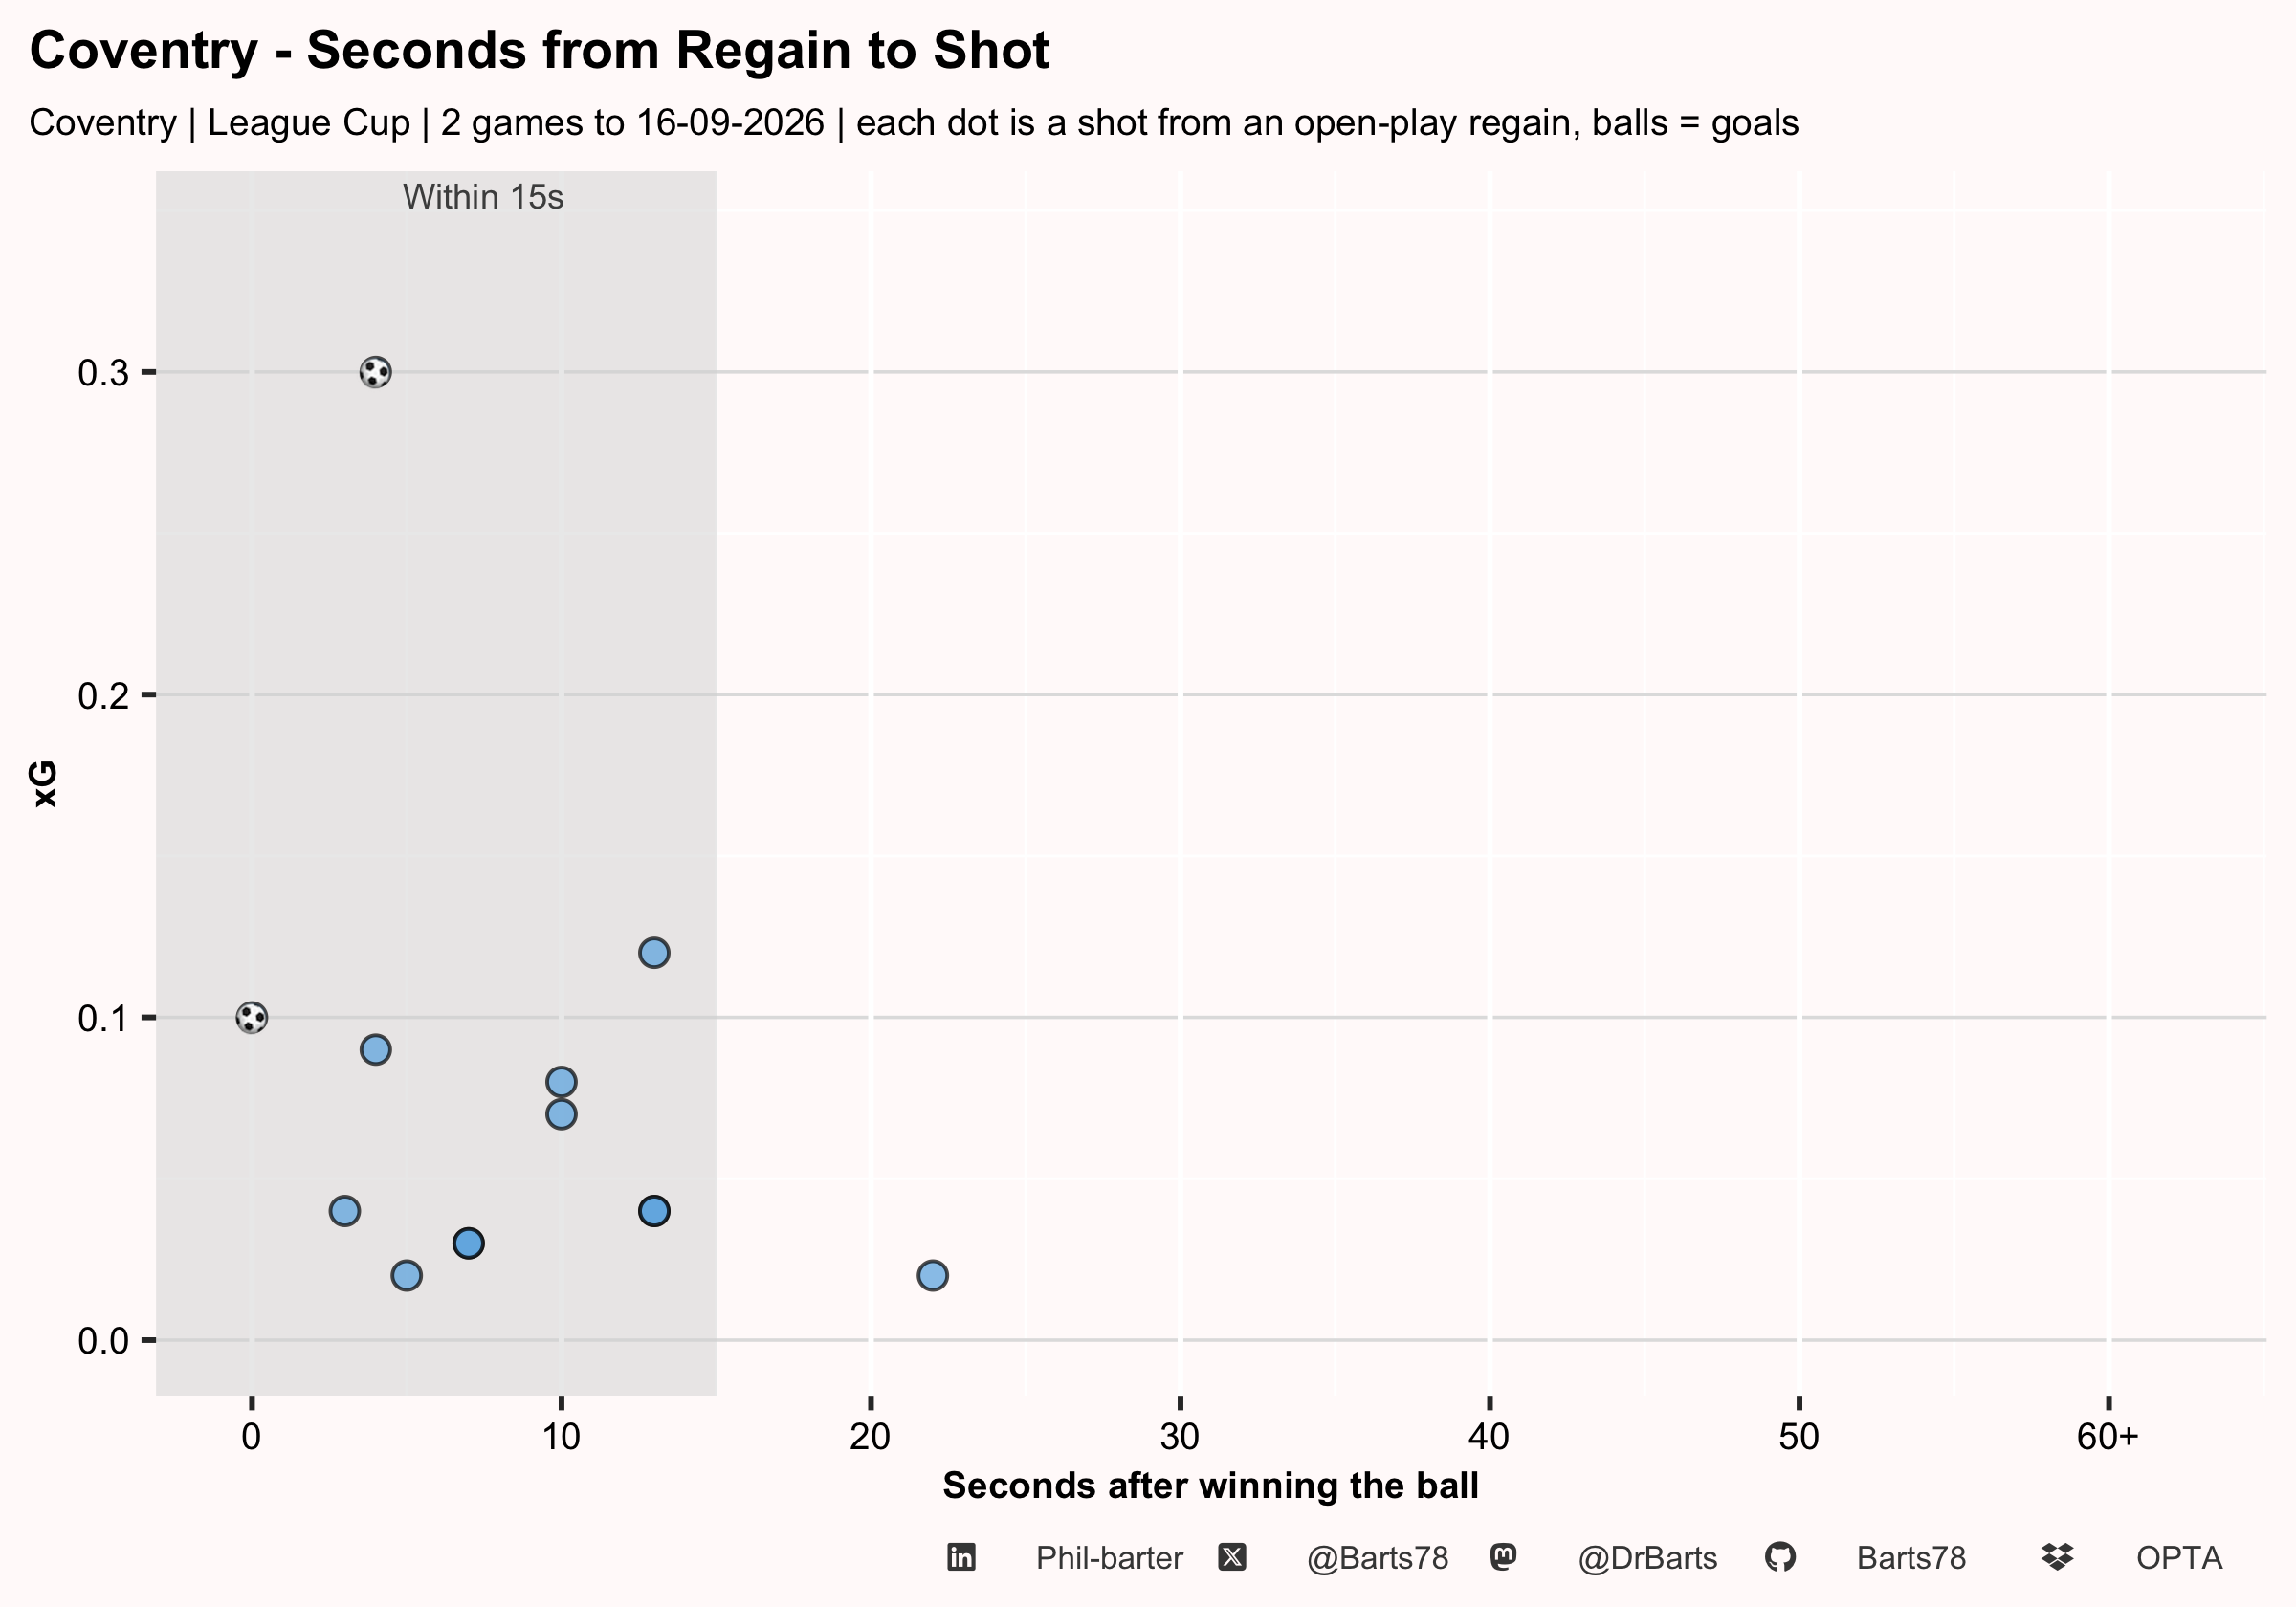 Coventry - Seconds from Regain to Shot
Coventry | League Cup | 2 games to 16-09-2026 | each dot is a shot from an open-play regain, balls = goals
Within 15s
0.3
0.2
0.1
0.0
xG
0 10 20 30 40 50 60+
Seconds after winning the ball
Phil-barter @Barts78 @DrBarts Barts78 OPTA